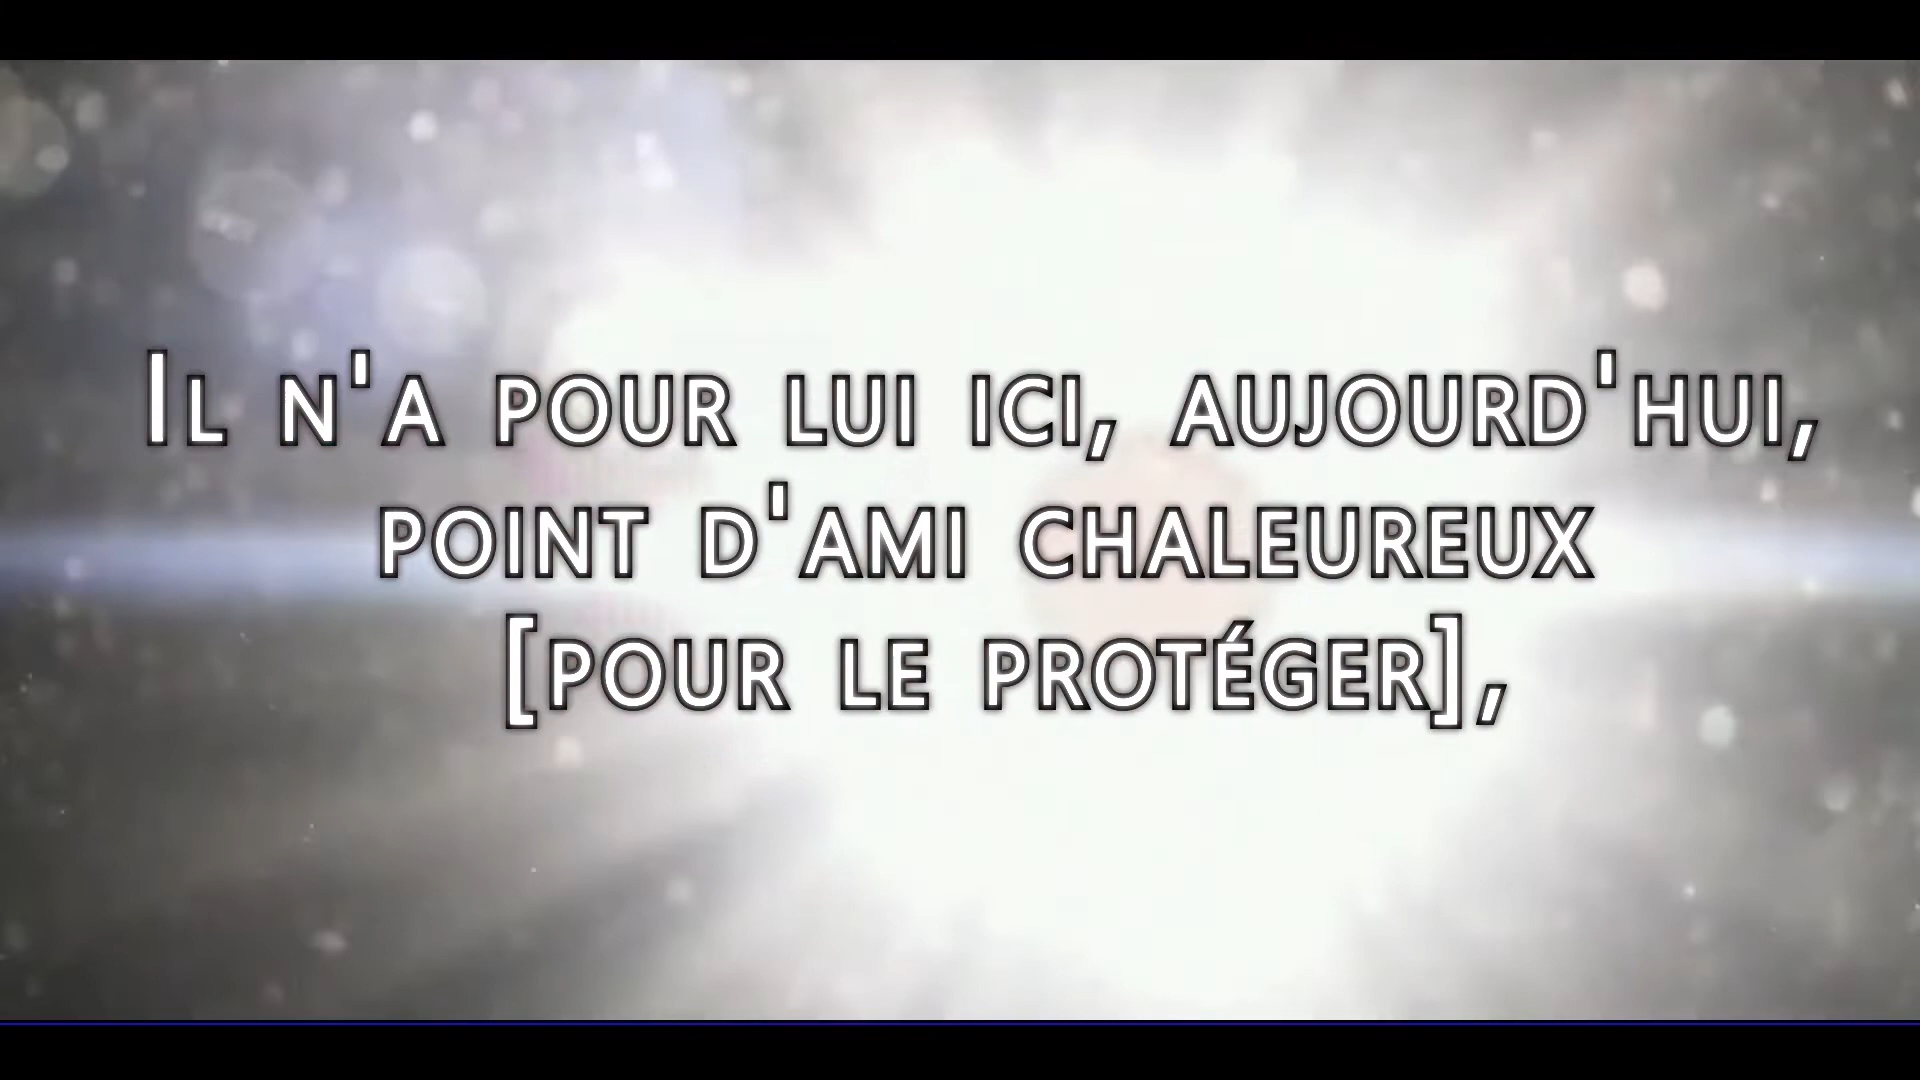 Il n'a pour lui ici, aujourd'hui,
point d'ami chaleureux
[pour le protéger],